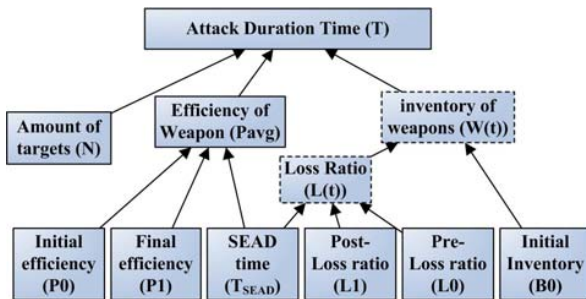 Attack Duration Time (T)
Amount of
targets (N)
Efficiency of
Weapon (Pavg)
inventory of
weapons (W(t))
Loss Ratio
(L(t))
Initial
efficiency
(P0)
Final
efficiency
(P1)
SEAD
time
(TSEAD)
Post-
Loss ratio
(L1)
Pre-
Loss ratio
(L0)
Initial
Inventory
(B0)